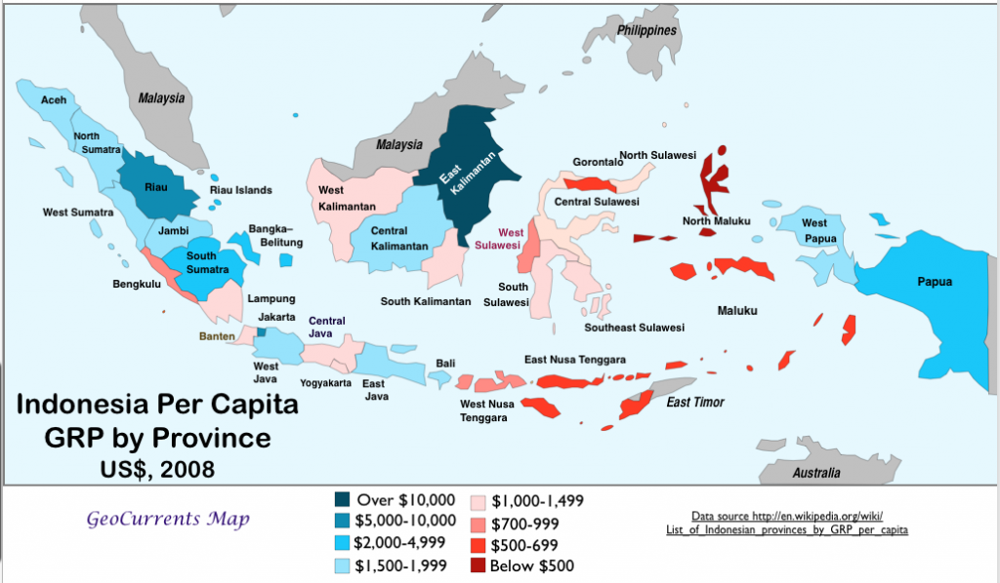 Philippines
Malaysia
Aceh
North
Sumatra
Malaysia
Gorontalo
North Sulawesi
East
Kalimantan
Riau
Riau Islands
West
Kalimantan
Central Sulawesi
West Sumatra
North Maluku
West
Papua
Jambi
Bangka–
Belitung
Central
Kalimantan
West
Sulawesi
South
Sumatra
Bengkulu
Papua
South
Sulawesi
Lampung
South Kalimantan
Maluku
Jakarta
Central
Java
Southeast Sulawesi
Banten
West
Java
Yogyakarta
East
Java
Bali
East Nusa Tenggara
West Nusa
Tenggara
East Timor
Indonesia Per Capita
GRP by Province
US$, 2008
Australia
GeoCurrents Map
Over $10,000
$5,000-10,000
$2,000-4,999
$1,500-1,999
$1,000-1,499
$700-999
$500-699
Below $500
Data source http://en.wikipedia.org/wiki/
List_of_Indonesian_provinces_by_GRP_per_capita